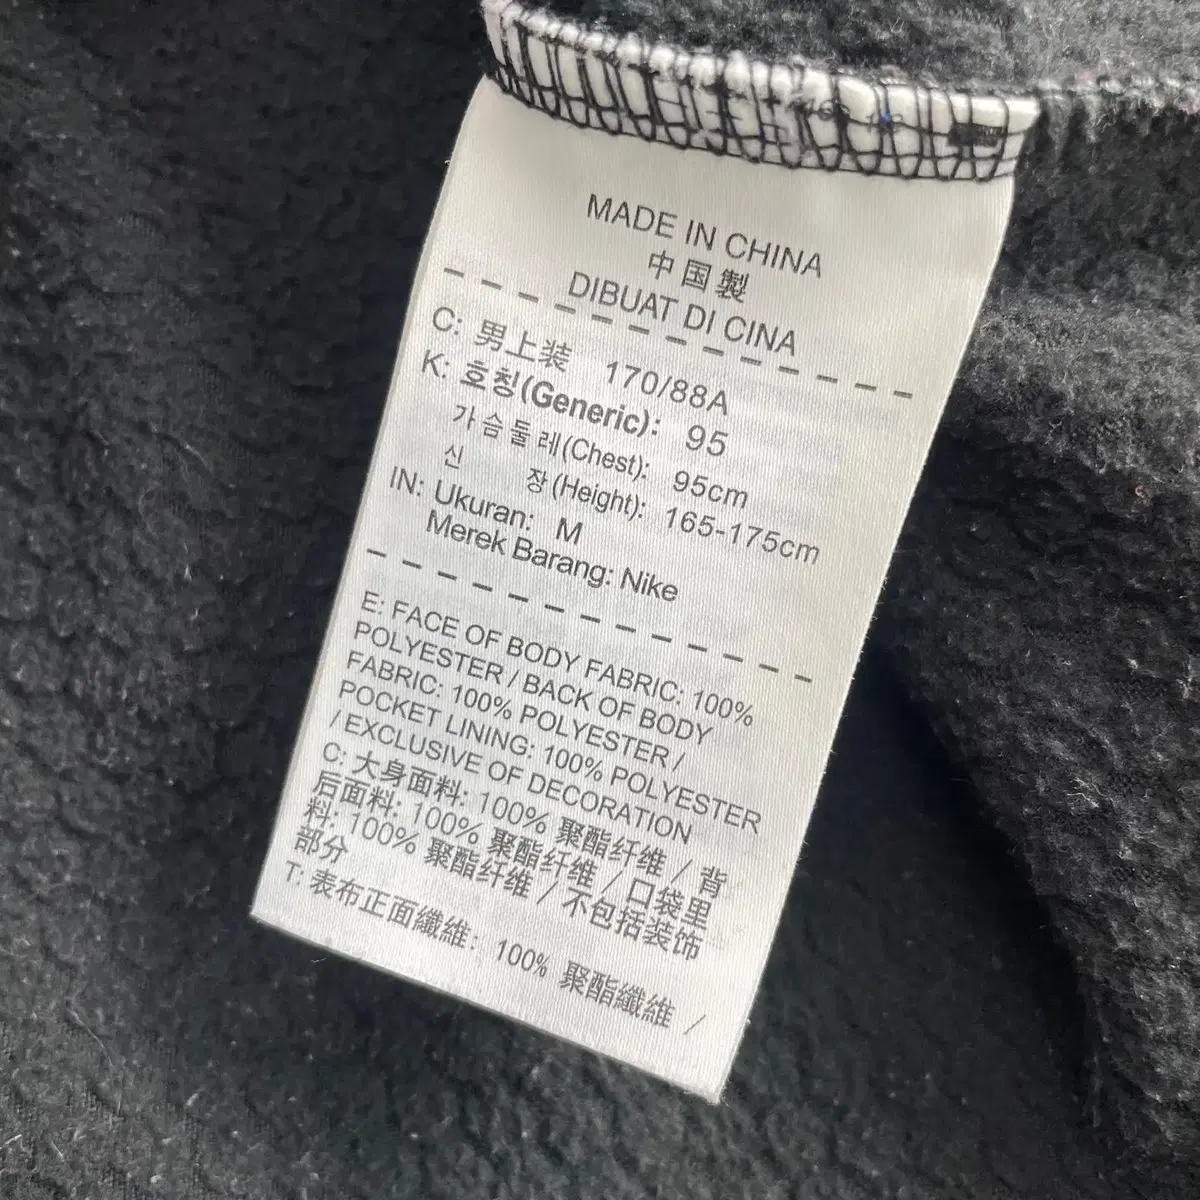 MADE IN CHINA
中国製
DIBUAT DI CINA
C: 男上装 170/88A
K: 호칭(Generic): 95
가슴둘레(Chest): 95cm
신 장(Height): 165-175cm
IN: Ukuran: M
Merek Barang: Nike
E: FACE OF BODY FABRIC: 100%
POLYESTER / BACK OF BODY
FABRIC: 100% POLYESTER /
POCKET LINING: 100% POLYESTER
/ EXCLUSIVE OF DECORATION
C: 大身面料: 100% 聚酯纤维 / 背
后面料: 100% 聚酯纤维 / 口袋里
料: 100% 聚酯纤维 / 不包括装饰
部分
T: 表布正面纖維: 100% 聚酯纖維 /